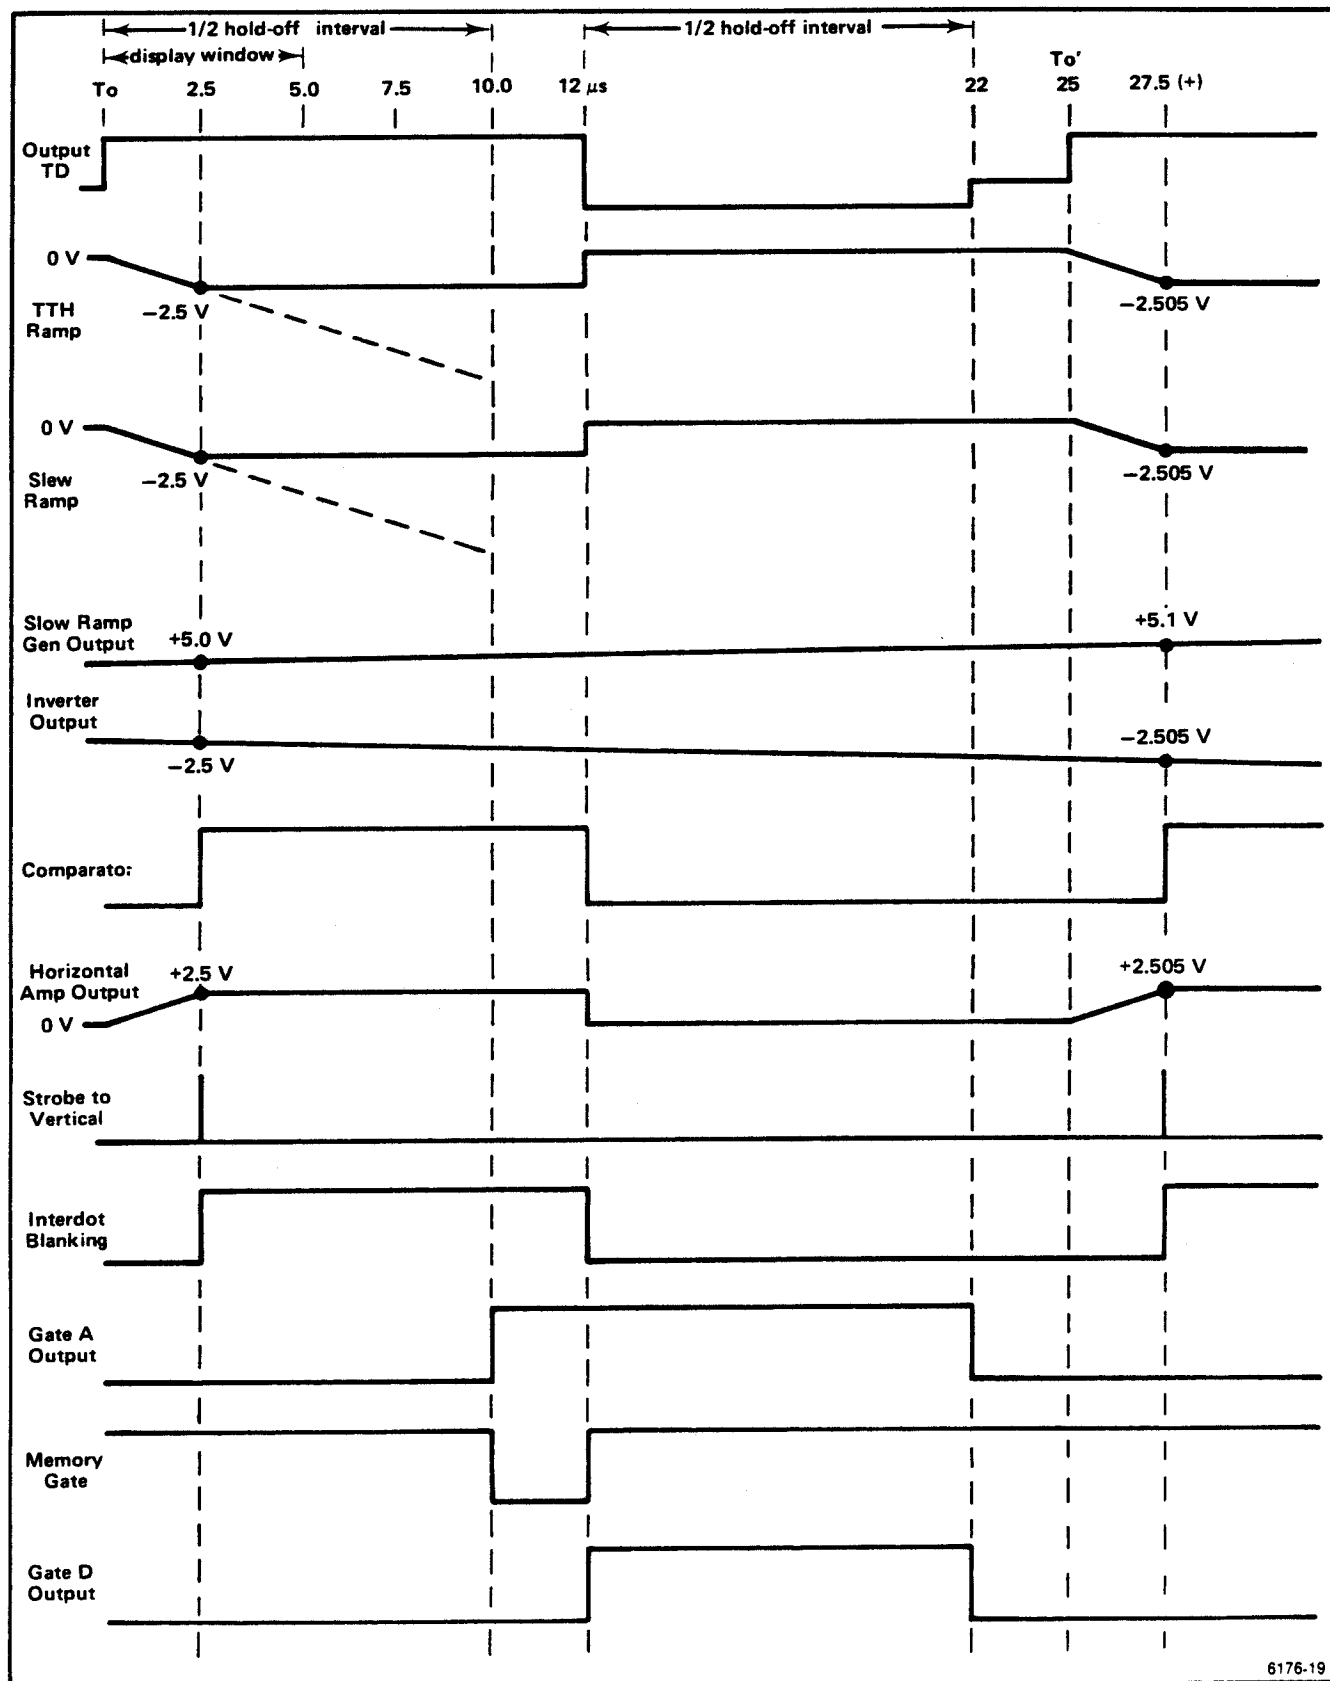 1/2 hold-off interval
1/2 hold-off interval
display window
To'
To 2.5 5.0 7.5 10.0 12 μs 22 25 27.5 (+)
Output
TD
0 V
−2.5 V
−2.505 V
TTH
Ramp
0 V
−2.5 V
−2.505 V
Slew
Ramp
Slow Ramp
Gen Output
+5.0 V
+5.1 V
Inverter
Output
−2.5 V
−2.505 V
Comparator
Horizontal
Amp Output
+2.5 V
+2.505 V
0 V
Strobe to
Vertical
Interdot
Blanking
Gate A
Output
Memory
Gate
Gate D
Output
6176-19